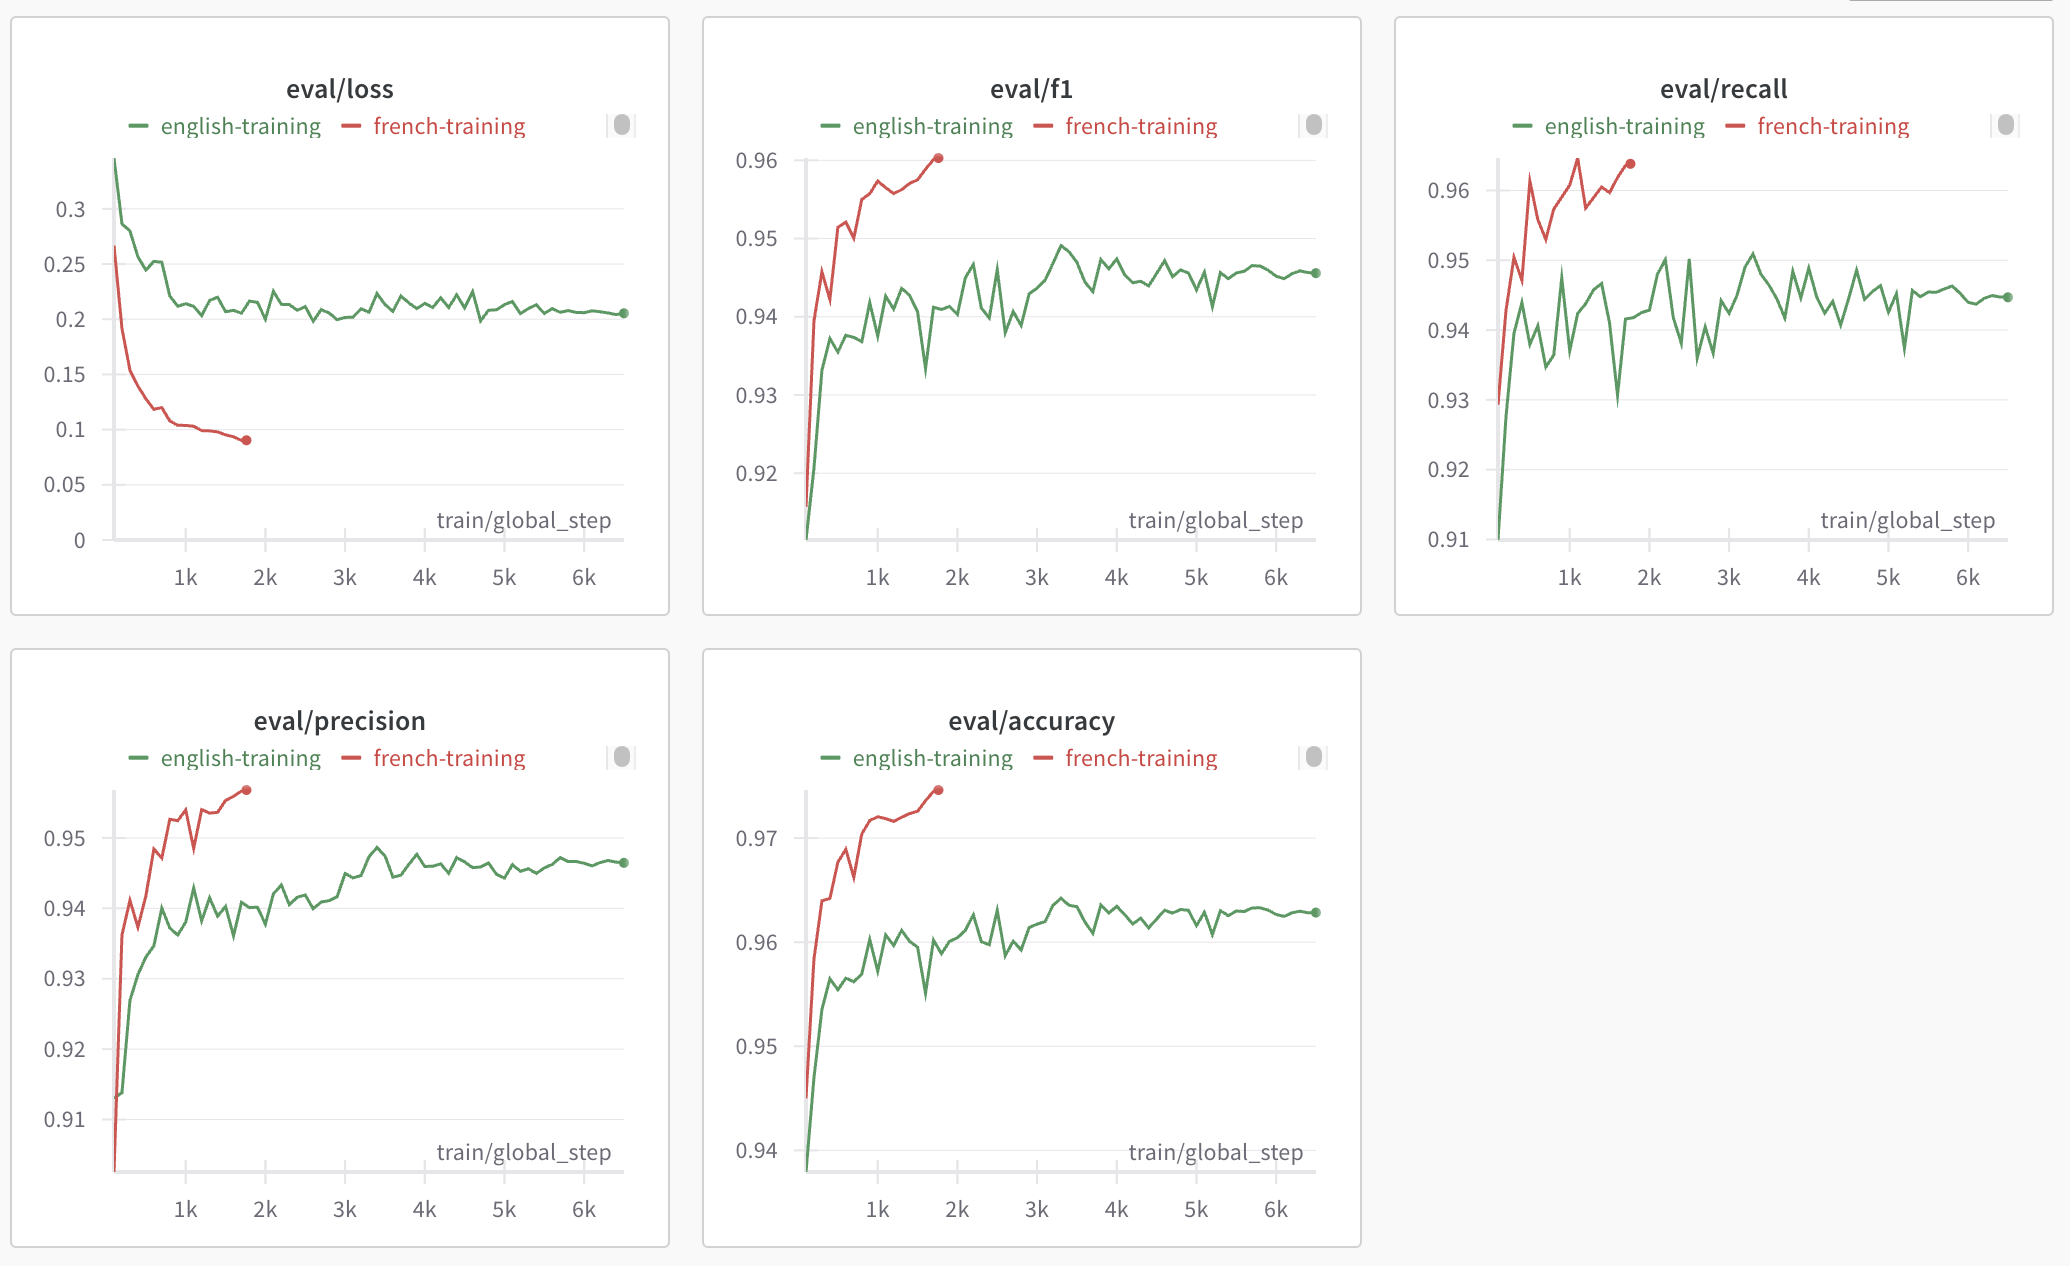 eval/loss
english-training french-training
0.3
0.25
0.2
0.15
0.1
0.05
0
train/global_step
1k 2k 3k 4k 5k 6k
eval/f1
english-training french-training
0.96
0.95
0.94
0.93
0.92
train/global_step
1k 2k 3k 4k 5k 6k
eval/recall
english-training french-training
0.96
0.95
0.94
0.93
0.92
0.91
train/global_step
1k 2k 3k 4k 5k 6k
eval/precision
english-training french-training
0.95
0.94
0.93
0.92
0.91
train/global_step
1k 2k 3k 4k 5k 6k
eval/accuracy
english-training french-training
0.97
0.96
0.95
0.94
train/global_step
1k 2k 3k 4k 5k 6k